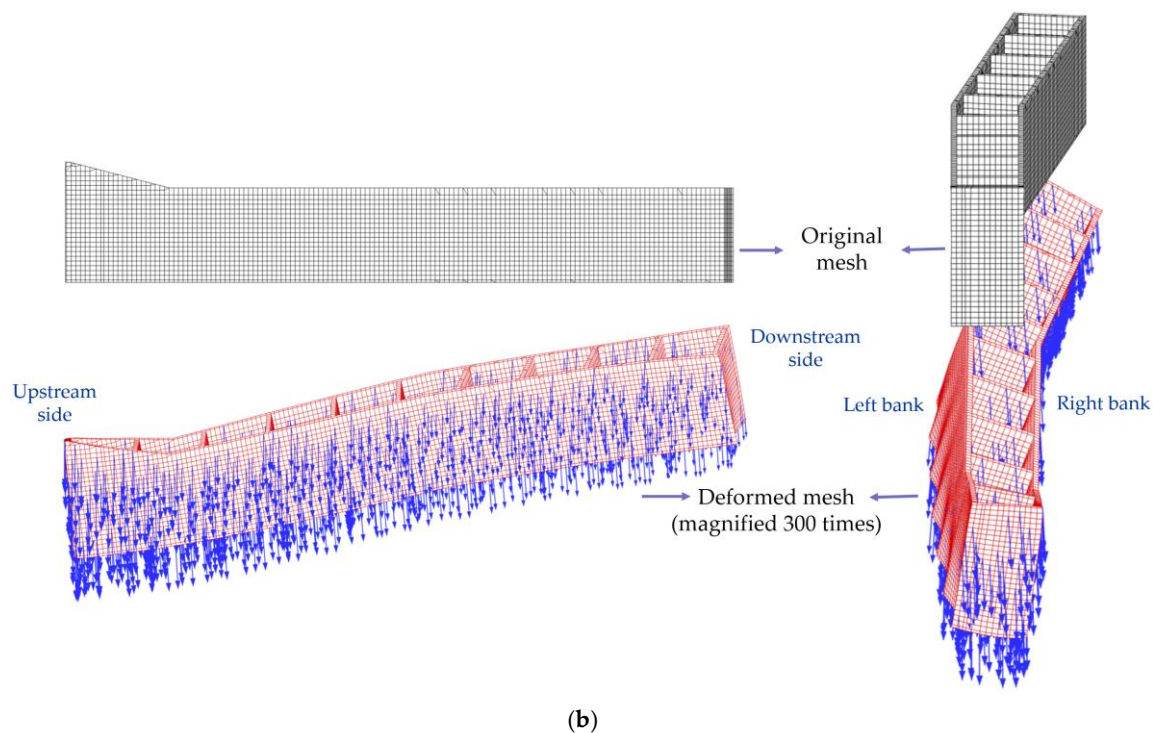 Original
mesh
Downstream
side
Upstream
side
Left bank
Right bank
Deformed mesh
(magnified 300 times)
(b)